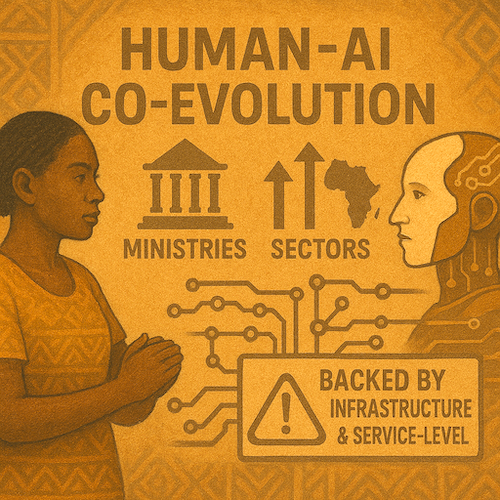 HUMAN-AI
CO-EVOLUTION
MINISTRIES
SECTORS
BACKED BY
INFRASTRUCTURE
& SERVICE-LEVEL